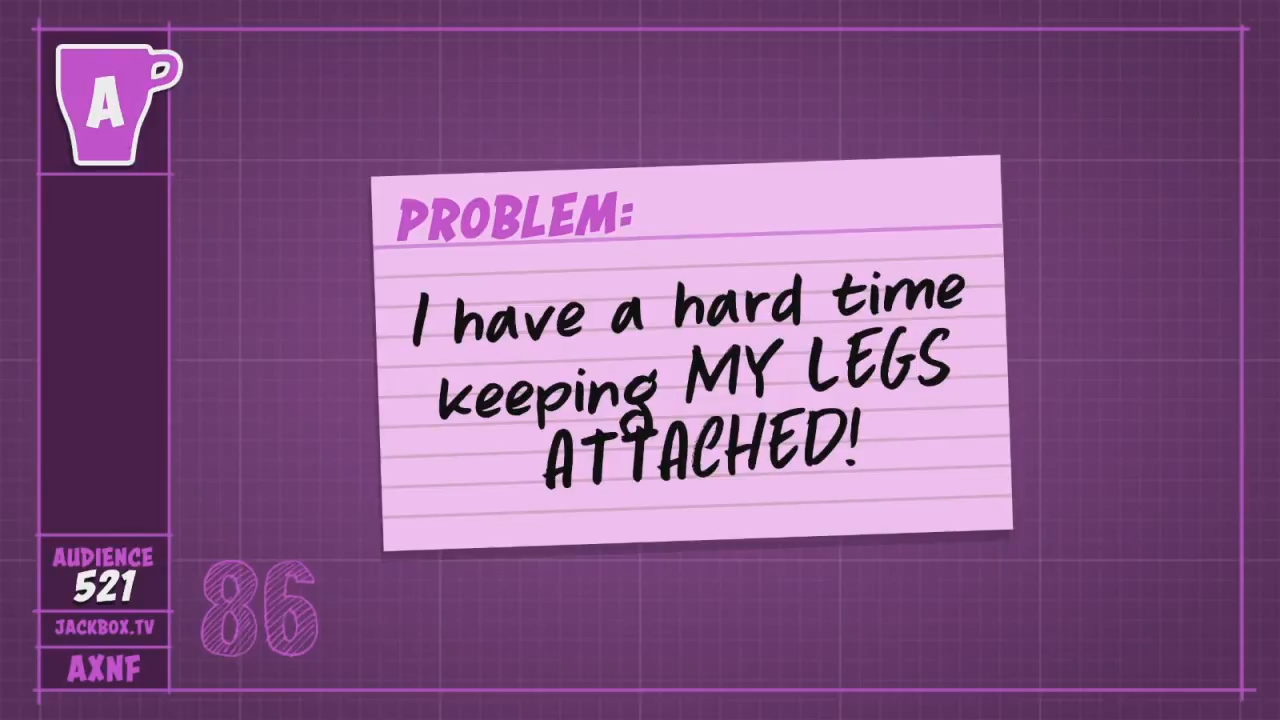 A
PROBLEM:
I have a hard time
keeping MY LEGS
ATTACHED!
AUDIENCE
521
JACKBOX.TV
AXNF
86